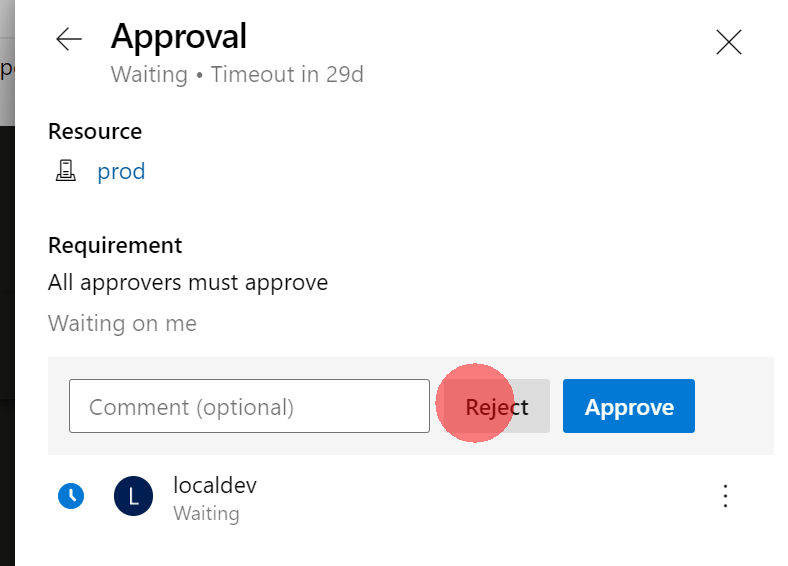 Approval
Waiting • Timeout in 29d
Resource
prod
Requirement
All approvers must approve
Waiting on me
Comment (optional) Reject Approve
L localdev
Waiting